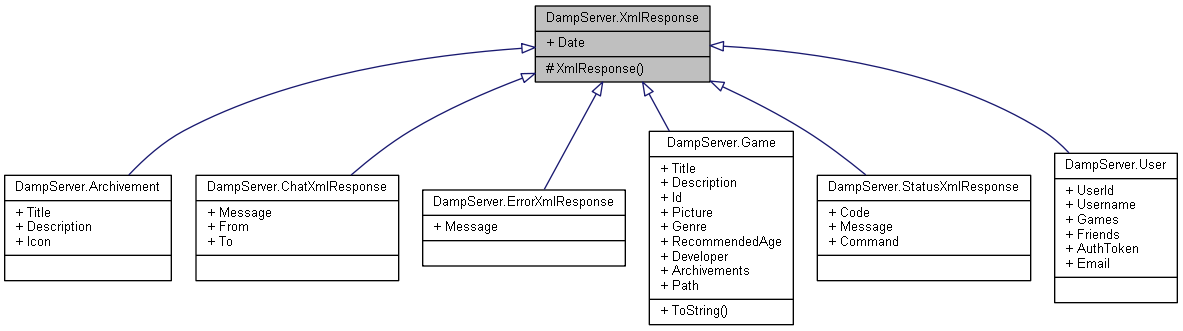 DampServer.XmlResponse
+ Date
# XmlResponse()
DampServer.Archivement
+ Title
+ Description
+ Icon
DampServer.ChatXmlResponse
+ Message
+ From
+ To
DampServer.ErrorXmlResponse
+ Message
DampServer.Game
+ Title
+ Description
+ Id
+ Picture
+ Genre
+ RecommendedAge
+ Developer
+ Archivements
+ Path
+ ToString()
DampServer.StatusXmlResponse
+ Code
+ Message
+ Command
DampServer.User
+ UserId
+ Username
+ Games
+ Friends
+ AuthToken
+ Email